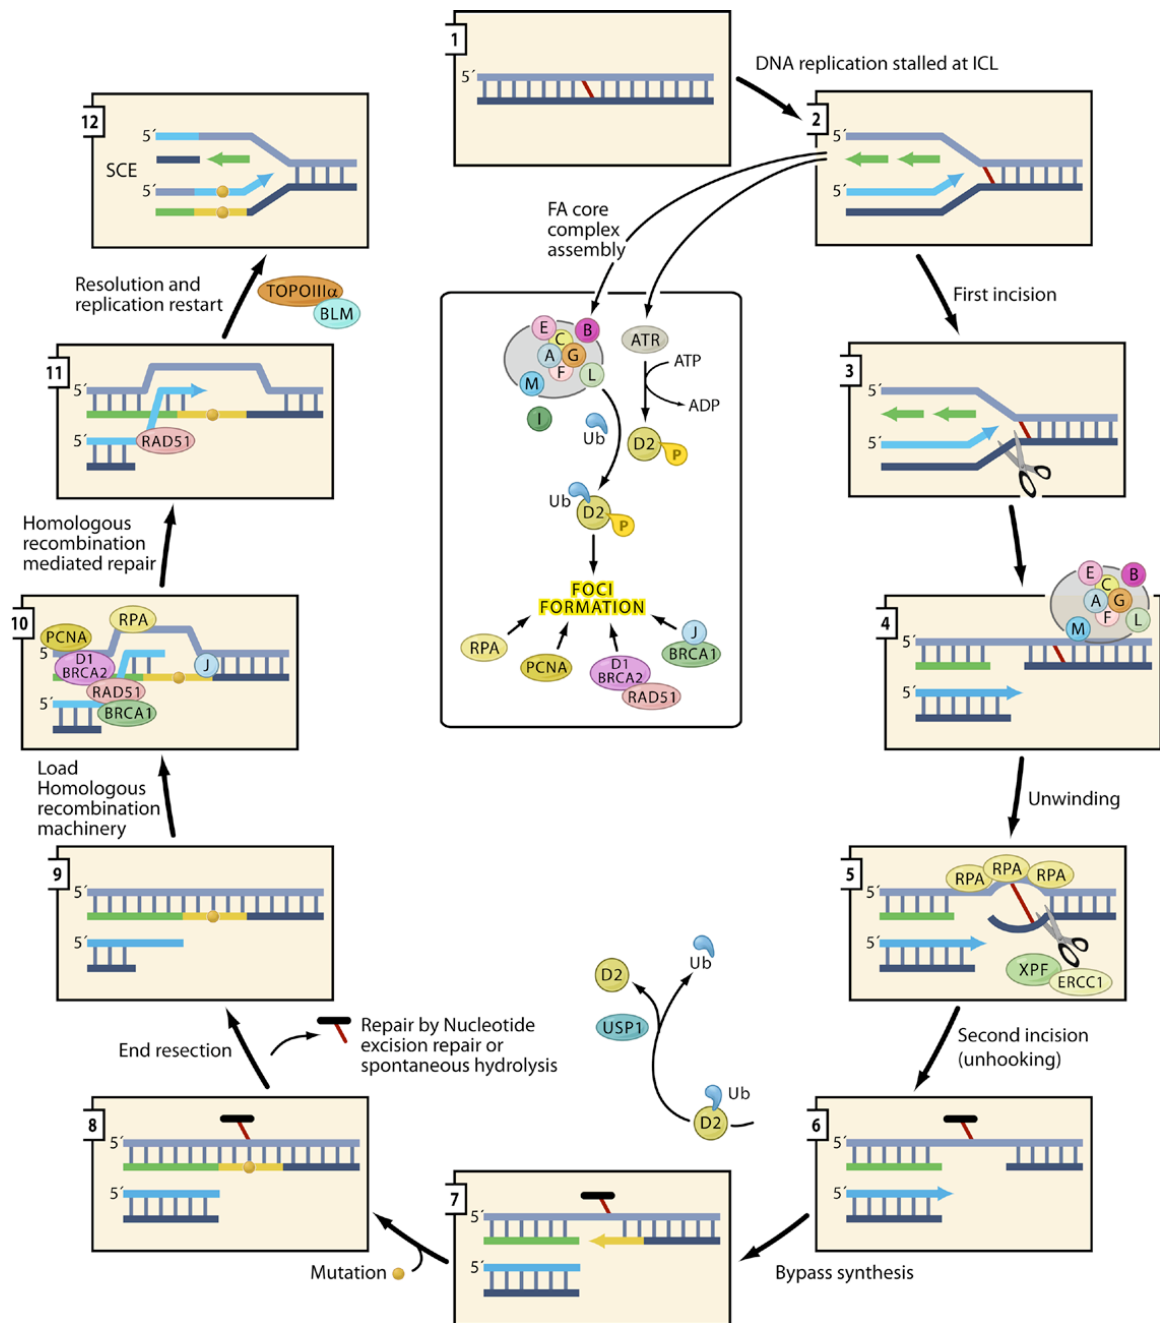 1
5´
DNA replication stalled at ICL
2
5´
5´
FA core
complex
assembly
First incision
3
5´
5´
E
B
C
A
G
F
M
L
I
ATR
ATP
ADP
Ub
D2
P
Ub
D2
P
FOCI
FORMATION
RPA
PCNA
D1
BRCA2
RAD51
J
BRCA1
4
5´
5´
E
B
C
A
G
F
M
L
Unwinding
5
5´
5´
RPA
RPA
RPA
XPF
ERCC1
Second incision
(unhooking)
6
5´
5´
D2
Ub
USP1
Ub
D2
Bypass synthesis
7
5´
5´
Mutation
8
5´
5´
End resection
Repair by Nucleotide
excision repair or
spontaneous hydrolysis
9
5´
5´
Load
Homologous
recombination
machinery
10
PCNA
RPA
5´
D1
BRCA2
J
RAD51
5´
BRCA1
Homologous
recombination
mediated repair
11
5´
5´
RAD51
Resolution and
replication restart
TOPOIIIα
BLM
12
5´
SCE
5´